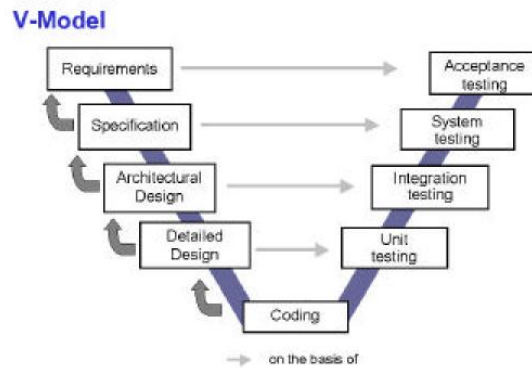 V-Model
Requirements
Acceptance
testing
Specification
System
testing
Architectural
Design
Integration
testing
Detailed
Design
Unit
testing
Coding
on the basis of